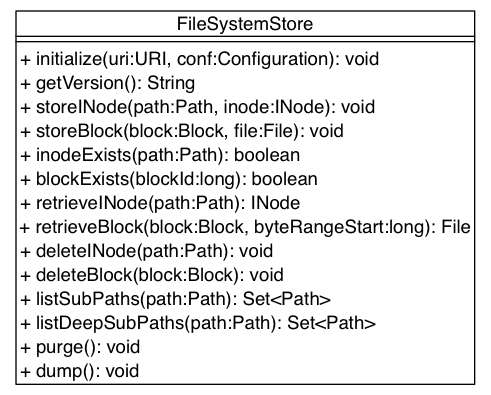 FileSystemStore
+ initialize(uri:URI, conf:Configuration): void
+ getVersion(): String
+ storeINode(path:Path, inode:INode): void
+ storeBlock(block:Block, file:File): void
+ inodeExists(path:Path): boolean
+ blockExists(blockId:long): boolean
+ retrieveINode(path:Path): INode
+ retrieveBlock(block:Block, byteRangeStart:long): File
+ deleteINode(path:Path): void
+ deleteBlock(block:Block): void
+ listSubPaths(path:Path): Set<Path>
+ listDeepSubPaths(path:Path): Set<Path>
+ purge(): void
+ dump(): void